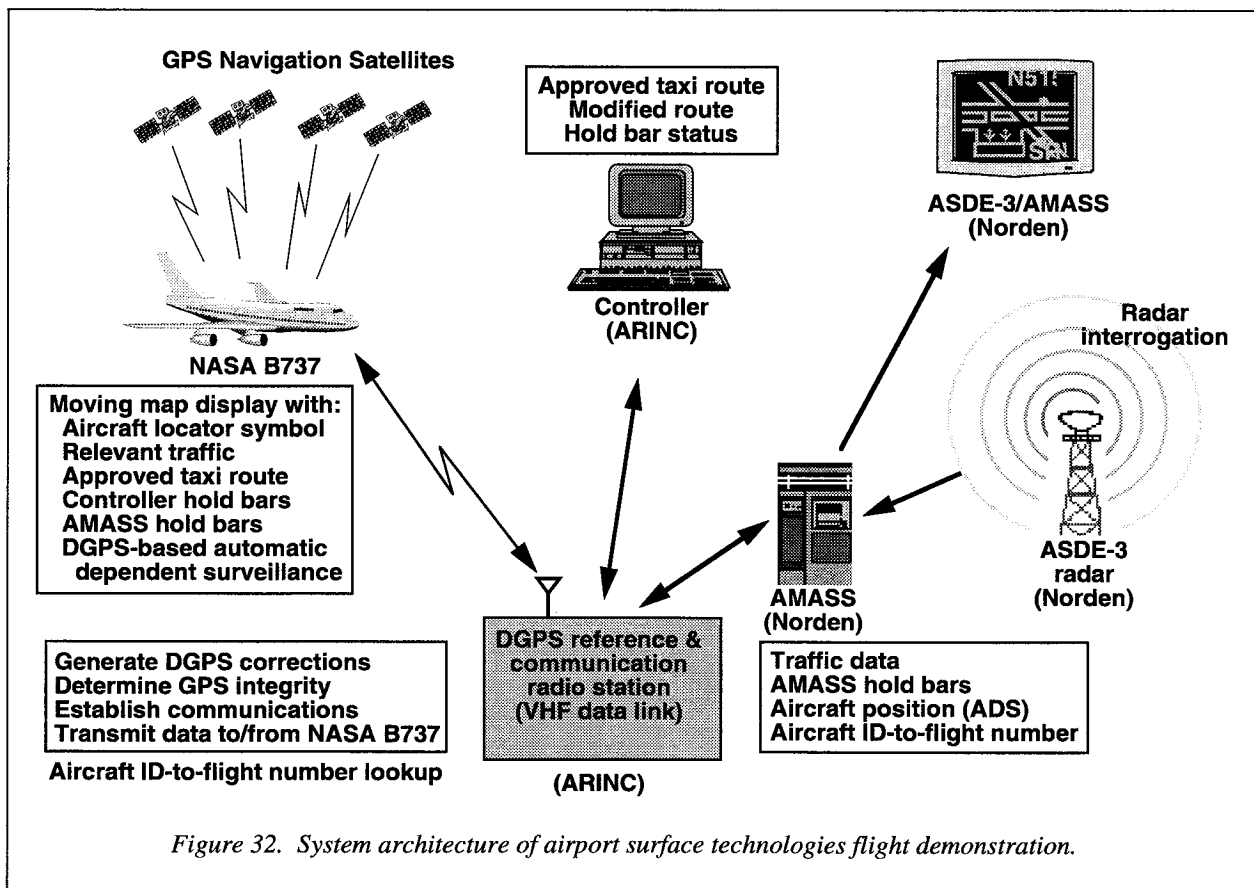 GPS Navigation Satellites
Approved taxi route
Modified route
Hold bar status
N51
SAN
ASDE-3/AMASS
(Norden)
Controller
(ARINC)
Radar
interrogation
NASA B737
Moving map display with:
Aircraft locator symbol
Relevant traffic
Approved taxi route
Controller hold bars
AMASS hold bars
DGPS-based automatic
dependent surveillance
ASDE-3
radar
(Norden)
AMASS
(Norden)
DGPS reference &
communication
radio station
(VHF data link)
(ARINC)
Generate DGPS corrections
Determine GPS integrity
Establish communications
Transmit data to/from NASA B737
Aircraft ID-to-flight number lookup
Traffic data
AMASS hold bars
Aircraft position (ADS)
Aircraft ID-to-flight number
Figure 32. System architecture of airport surface technologies flight demonstration.